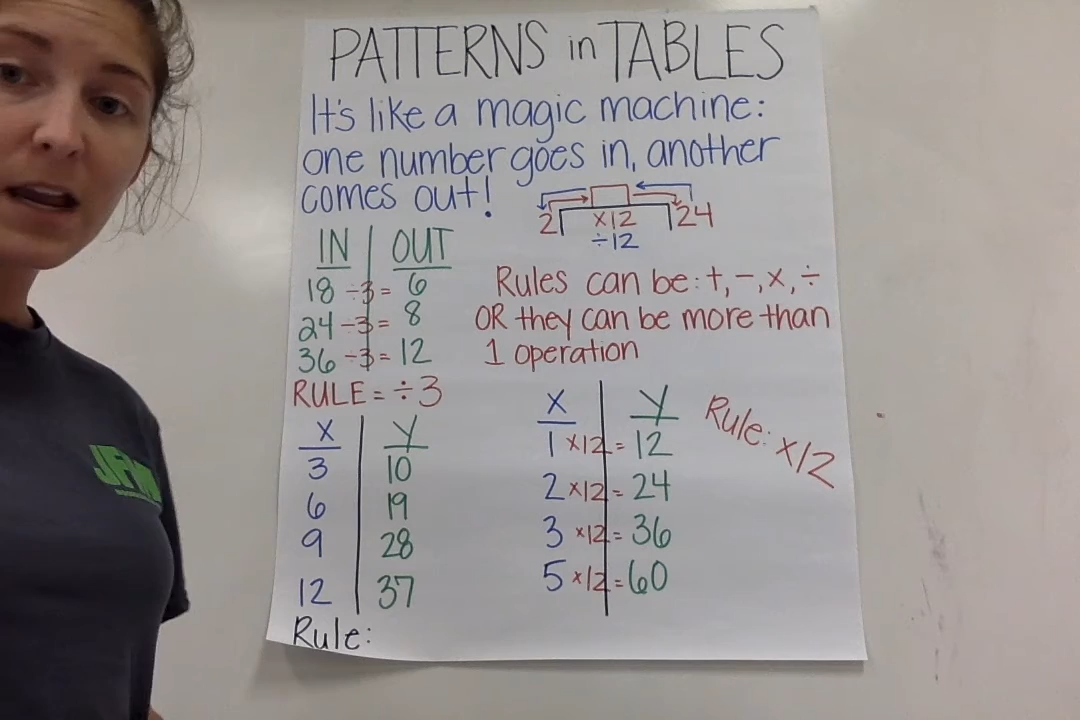 PATTERNS in TABLES
It's like a magic machine:
one number goes in, another
comes out!
2 ×12 24
÷12
IN OUT
18 ÷3 = 6
24 ÷3 = 8
36 ÷3 = 12
RULE = ÷3
Rules can be: +, -, x, ÷
OR they can be more than
1 operation
X Y
3 10
6 19
9 28
12 37
Rule:
X Y
1 ×12 = 12
2 ×12 = 24
3 ×12 = 36
5 ×12 = 60
Rule: ×12